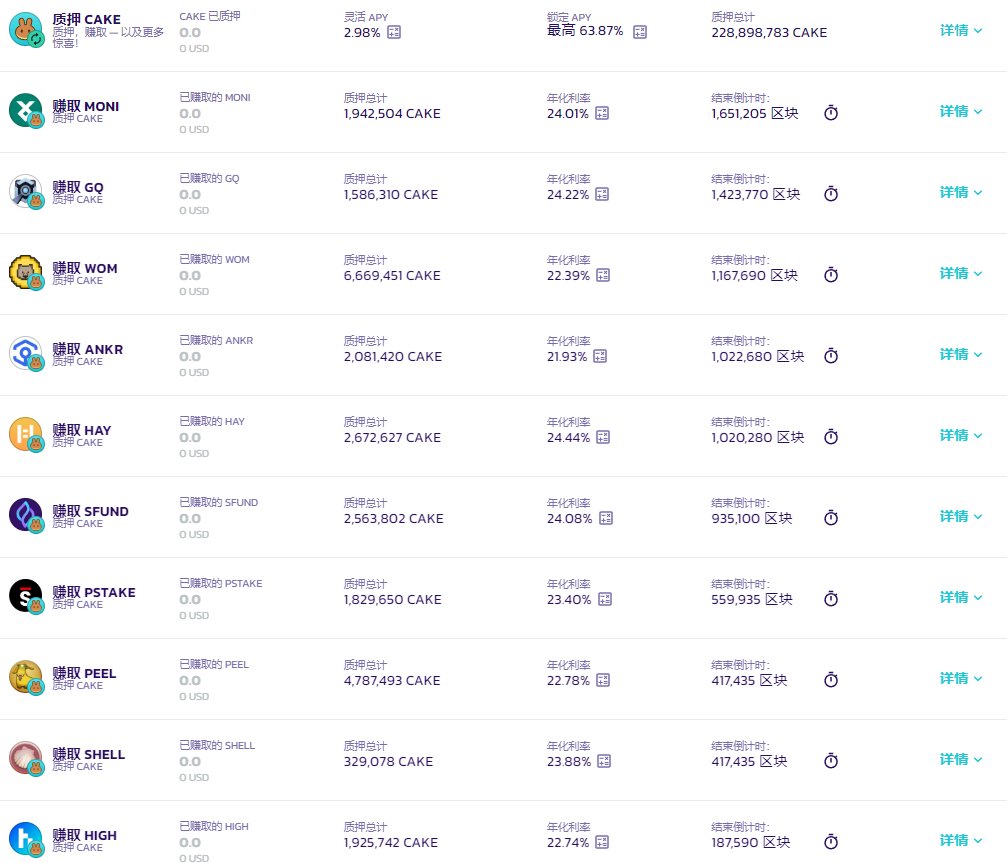 质押 CAKE
质押，赚取 — 以及更多
惊喜!
CAKE 已质押
0.0
0 USD
灵活 APY
2.98%
锁定 APY
最高 63.87%
质押总计
228,898,783 CAKE
详情
赚取 MONI
质押 CAKE
已赚取的 MONI
0.0
0 USD
质押总计
1,942,504 CAKE
年化利率
24.01%
结束倒计时:
1,651,205 区块
详情
赚取 GQ
质押 CAKE
已赚取的 GQ
0.0
0 USD
质押总计
1,586,310 CAKE
年化利率
24.22%
结束倒计时:
1,423,770 区块
详情
赚取 WOM
质押 CAKE
已赚取的 WOM
0.0
0 USD
质押总计
6,669,451 CAKE
年化利率
22.39%
结束倒计时:
1,167,690 区块
详情
赚取 ANKR
质押 CAKE
已赚取的 ANKR
0.0
0 USD
质押总计
2,081,420 CAKE
年化利率
21.93%
结束倒计时:
1,022,680 区块
详情
赚取 HAY
质押 CAKE
已赚取的 HAY
0.0
0 USD
质押总计
2,672,627 CAKE
年化利率
24.44%
结束倒计时:
1,020,280 区块
详情
赚取 SFUND
质押 CAKE
已赚取的 SFUND
0.0
0 USD
质押总计
2,563,802 CAKE
年化利率
24.08%
结束倒计时:
935,100 区块
详情
赚取 PSTAKE
质押 CAKE
已赚取的 PSTAKE
0.0
0 USD
质押总计
1,829,650 CAKE
年化利率
23.40%
结束倒计时:
559,935 区块
详情
赚取 PEEL
质押 CAKE
已赚取的 PEEL
0.0
0 USD
质押总计
4,787,493 CAKE
年化利率
22.78%
结束倒计时:
417,435 区块
详情
赚取 SHELL
质押 CAKE
已赚取的 SHELL
0.0
0 USD
质押总计
329,078 CAKE
年化利率
23.88%
结束倒计时:
417,435 区块
详情
赚取 HIGH
质押 CAKE
已赚取的 HIGH
0.0
0 USD
质押总计
1,925,742 CAKE
年化利率
22.74%
结束倒计时:
187,590 区块
详情